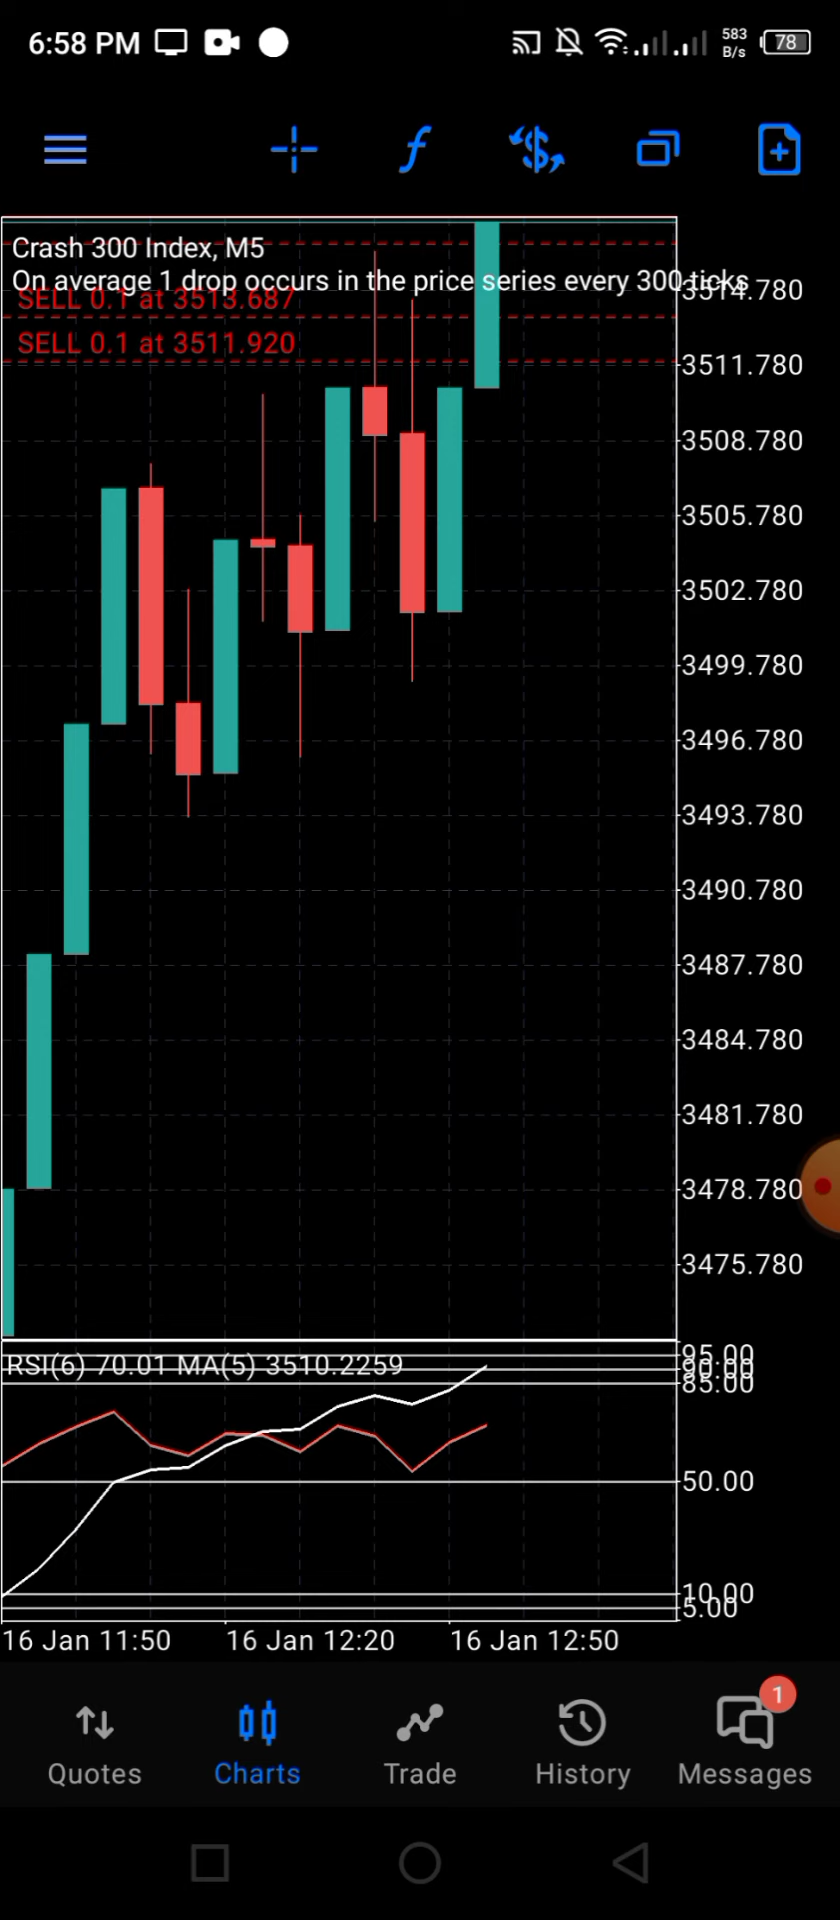 6:58 PM
583
B/s
78
Crash 300 Index, M5
On average 1 drop occurs in the price series every 300 ticks
SELL 0.1 at 3513.687
SELL 0.1 at 3511.920
3514.780
3511.780
3508.780
3505.780
3502.780
3499.780
3496.780
3493.780
3490.780
3487.780
3484.780
3481.780
3478.780
3475.780
RSI(6) 70.01 MA(5) 3510.2259
95.00
90.00
85.00
50.00
10.00
5.00
16 Jan 11:50 16 Jan 12:20 16 Jan 12:50
1
Quotes Charts Trade History Messages